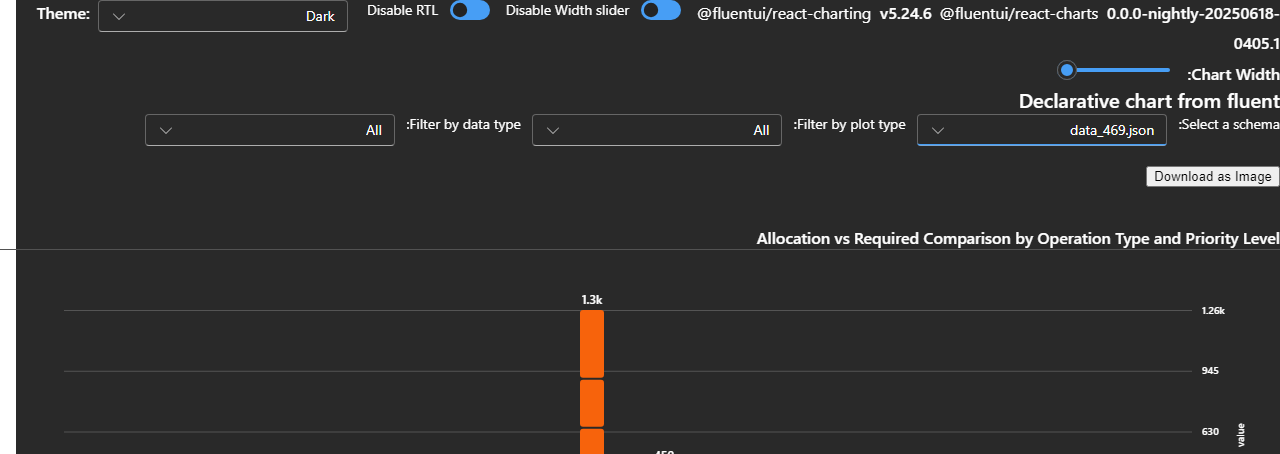 Theme: Dark Disable RTL Disable Width slider @fluentui/react-charting v5.24.6 @fluentui/react-charts 0.0.0-nightly-20250618-
0405.1
:Chart Width
Declarative chart from fluent
:Select a schema data_469.json :Filter by plot type All :Filter by data type All
Download as Image
Allocation vs Required Comparison by Operation Type and Priority Level
1.3k
1.26k
945
630
value